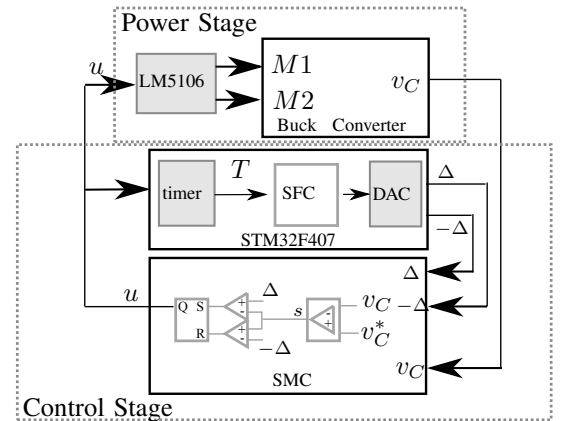 Power Stage
u
LM5106
M1
M2
v_C
Buck Converter
timer
T
SFC
DAC
Δ
-Δ
STM32F407
Δ
-Δ
v_C
u
Q
S
R
+
-
+
-
Δ
-Δ
s
-
+
v_C
v_C^*
SMC
Control Stage